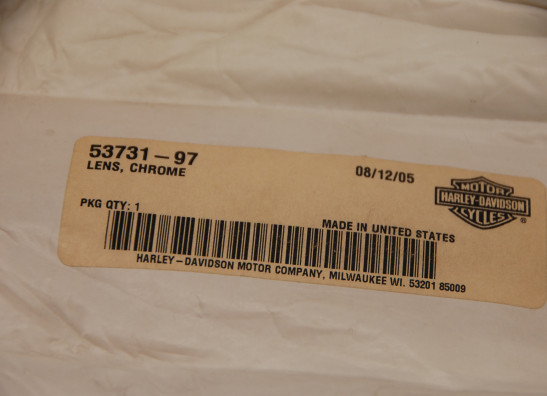 53731-97
LENS, CHROME
08/12/05
MOTOR
HARLEY-DAVIDSON
CYCLES
®
PKG QTY: 1
MADE IN UNITED STATES
HARLEY-DAVIDSON MOTOR COMPANY, MILWAUKEE WI. 53201 85009